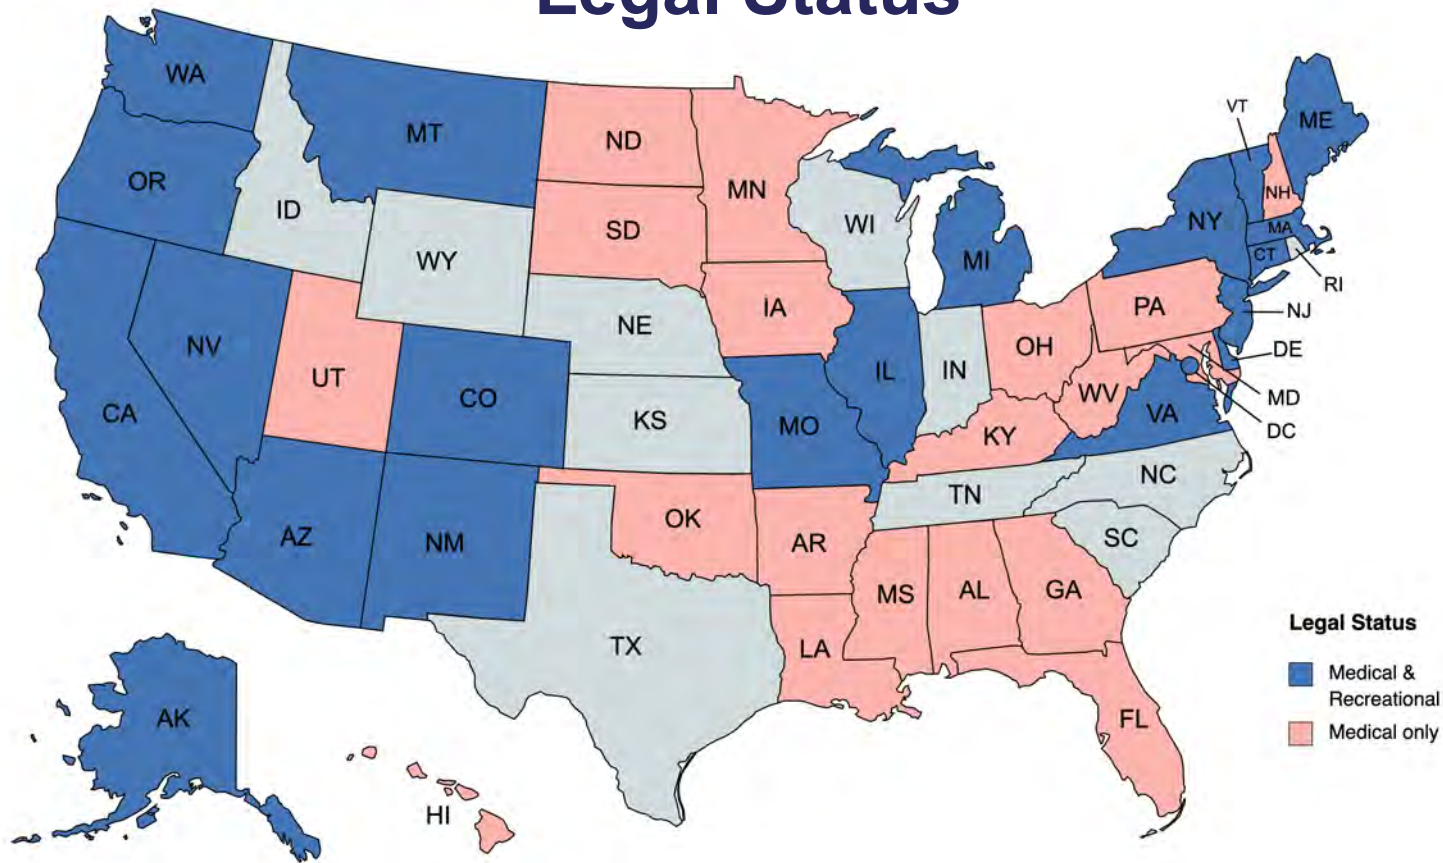 Legal Status
WA
MT
ND
MN
VT
ME
OR
ID
SD
WI
NY
NH
MA
CT
RI
WY
MI
IA
PA
NJ
NE
NV
UT
CO
IL
IN
OH
DE
MD
WV
VA
DC
CA
KS
MO
KY
NC
TN
AZ
NM
OK
AR
SC
MS
AL
GA
TX
LA
FL
AK
HI
Legal Status
Medical &
Recreational
Medical only